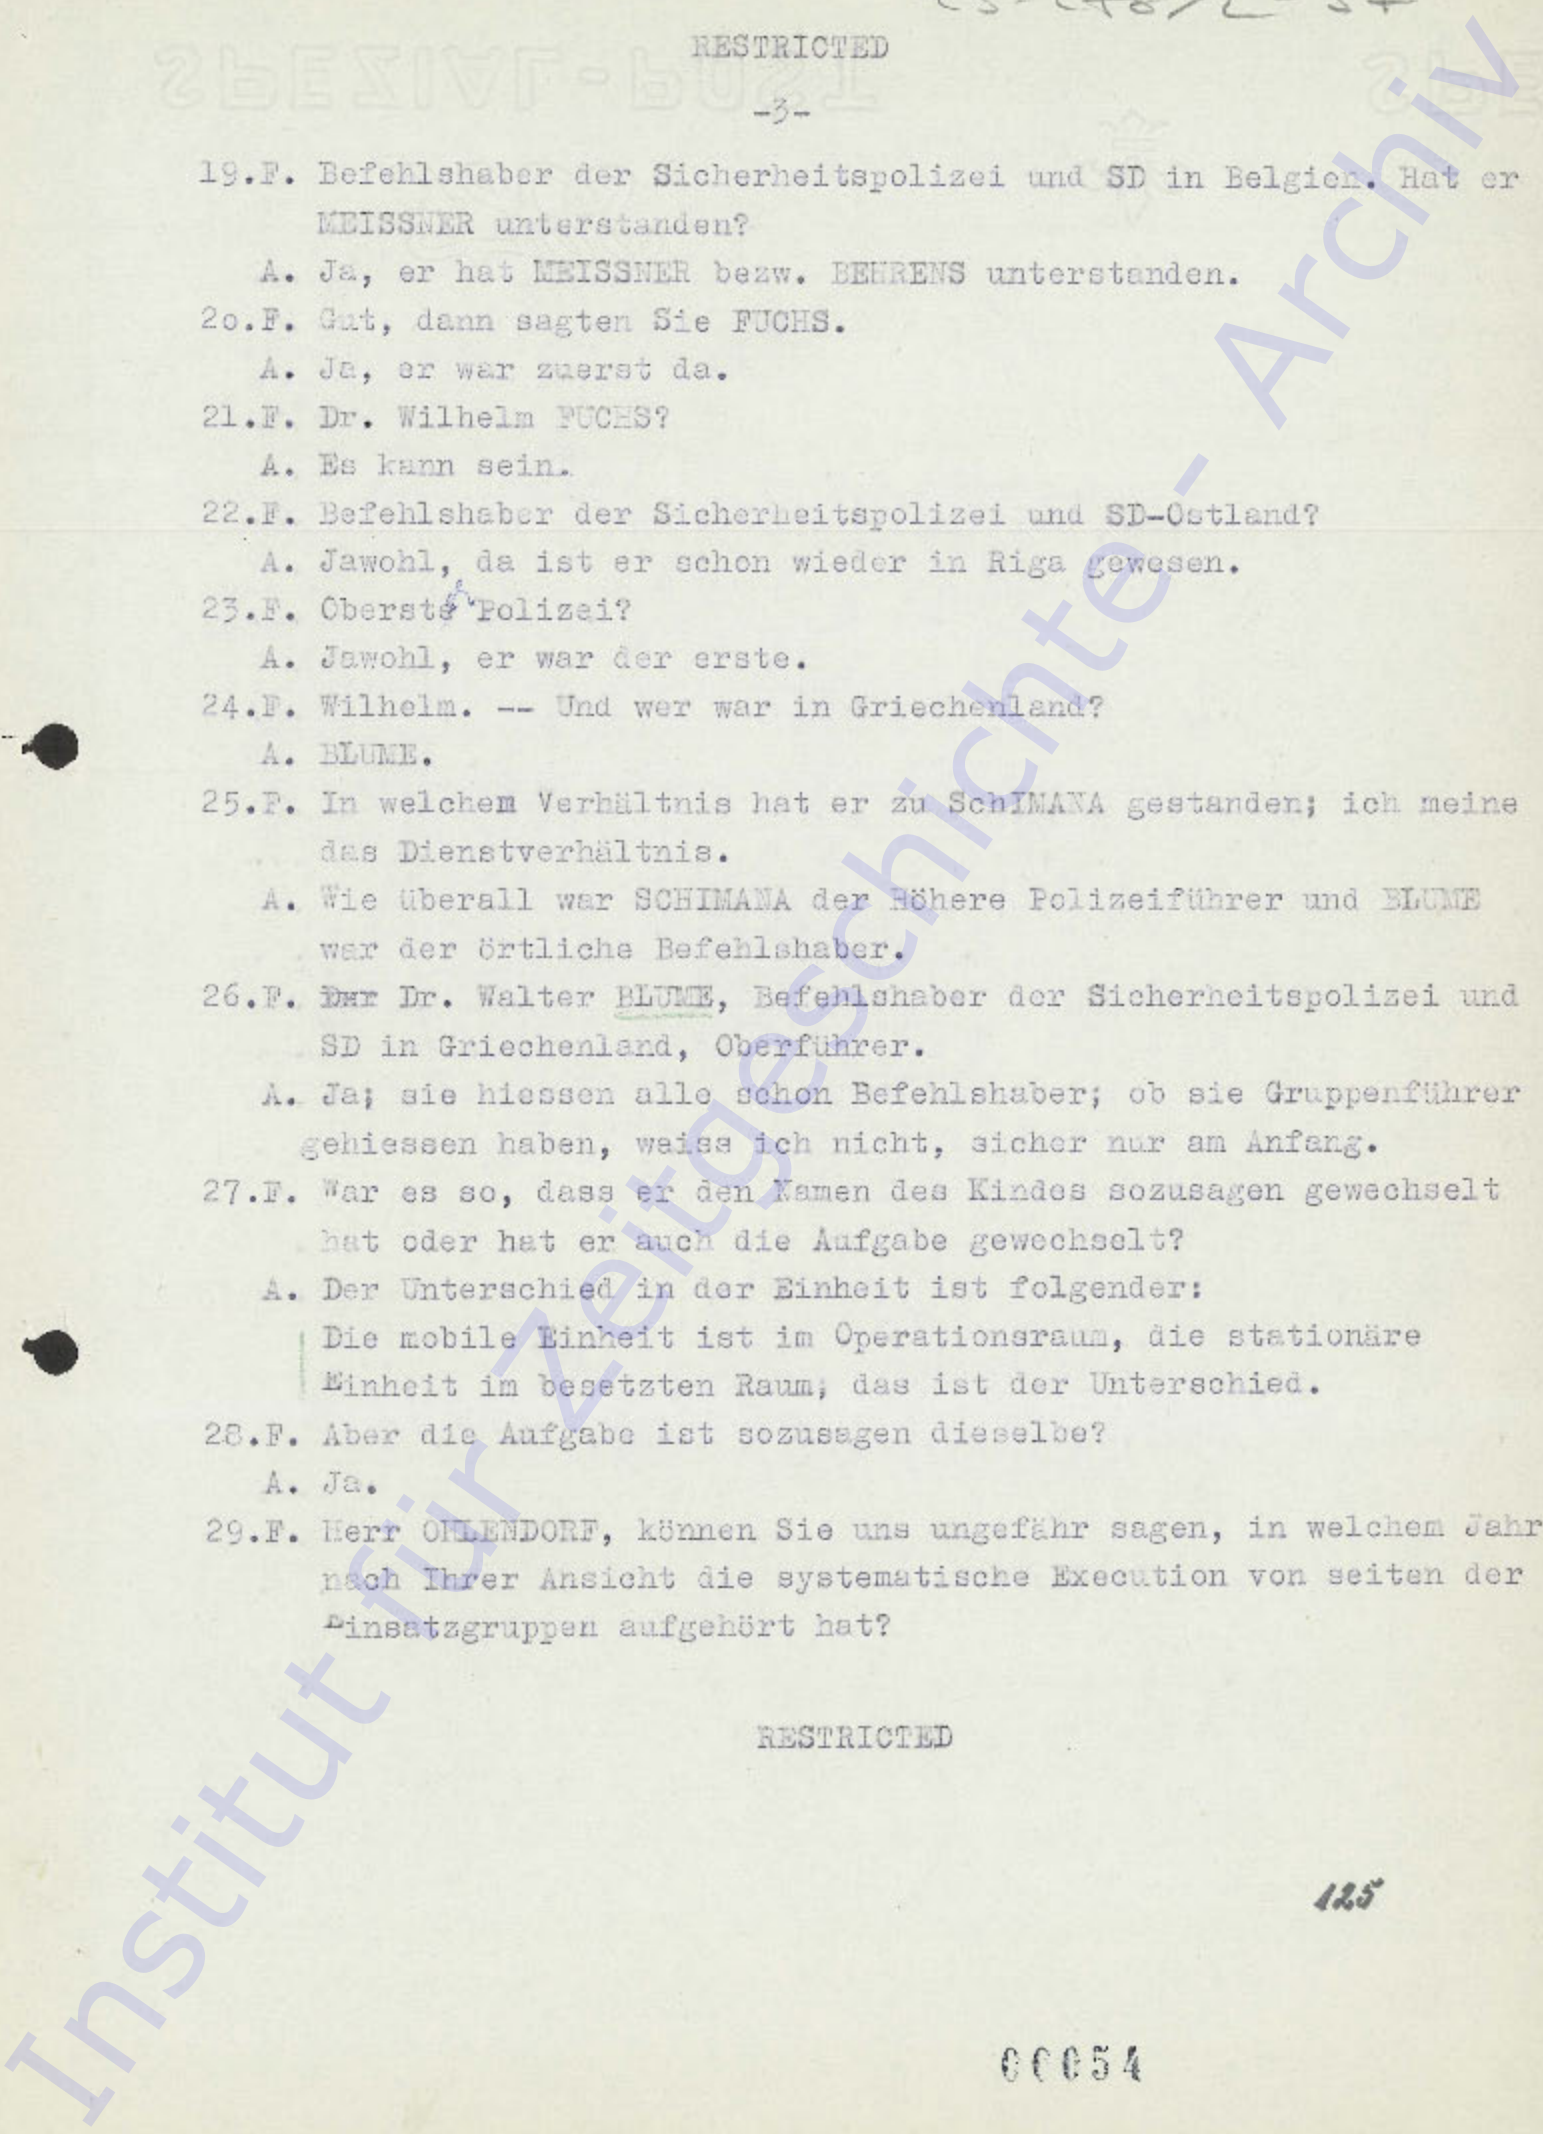 RESTRICTED
-3-
19.F. Befehlshaber der Sicherheitspolizei und SD in Belgien. Hat er
MEISSNER unterstanden?
A. Ja, er hat MEISSNER bezw. BEHRENS unterstanden.
2o.F. Gut, dann sagten Sie FUCHS.
A. Ja, er war zuerst da.
21.F. Dr. Wilhelm FUCHS?
A. Es kann sein.
22.F. Befehlshaber der Sicherheitspolizei und SD-Ostland?
A. Jawohl, da ist er schon wieder in Riga gewesen.
23.F. Oberste Polizei?
A. Jawohl, er war der erste.
24.F. Wilhelm. -- Und wer war in Griechenland?
A. BLUME.
25.F. In welchem Verhältnis hat er zu SchIMANA gestanden; ich meine
das Dienstverhältnis.
A. Wie überall war SCHIMANA der Höhere Polizeiführer und BLUME
war der örtliche Befehlshaber.
26.F. Der Dr. Walter BLUME, Befehlshaber der Sicherheitspolizei und
SD in Griechenland, Oberführer.
A. Ja; sie hiessen alle schon Befehlshaber; ob sie Gruppenführer
gehiessen haben, weiss ich nicht, sicher nur am Anfang.
27.F. War es so, dass er den Namen des Kindes sozusagen gewechselt
hat oder hat er auch die Aufgabe gewechselt?
A. Der Unterschied in der Einheit ist folgender:
Die mobile Einheit ist im Operationsraum, die stationäre
Einheit im besetzten Raum; das ist der Unterschied.
28.F. Aber die Aufgabe ist sozusagen dieselbe?
A. Ja.
29.F. Herr OHLENDORF, können Sie uns ungefähr sagen, in welchem Jahr
nach Ihrer Ansicht die systematische Execution von seiten der
Einsatzgruppen aufgehört hat?
RESTRICTED
125
00054
Institut für Zeitgeschichte - Archiv
SPEZIAL-POST